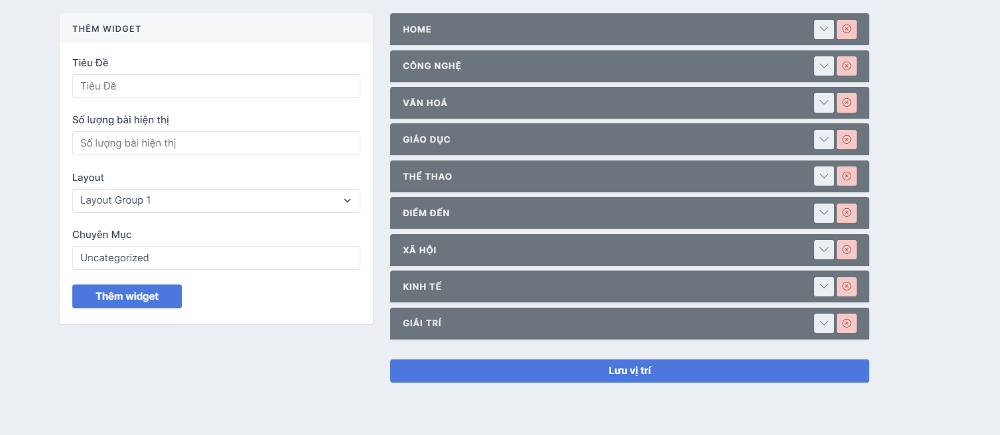 THÊM WIDGET
Tiêu Đề
Tiêu Đề
Số lượng bài hiện thị
Số lượng bài hiện thị
Layout
Layout Group 1
Chuyên Mục
Uncategorized
Thêm widget
HOME
CÔNG NGHỆ
VĂN HOÁ
GIÁO DỤC
THỂ THAO
ĐIỂM ĐẾN
XÃ HỘI
KINH TẾ
GIẢI TRÍ
Lưu vị trí